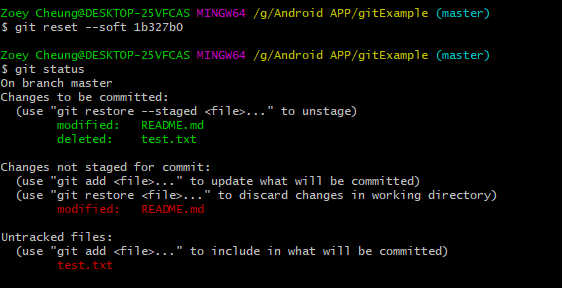 Zoey Cheung@DESKTOP-25VFCAS MINGW64 /g/Android APP/gitExample (master)
$ git reset --soft 1b327b0
Zoey Cheung@DESKTOP-25VFCAS MINGW64 /g/Android APP/gitExample (master)
$ git status
On branch master
Changes to be committed:
  (use "git restore --staged <file>..." to unstage)
        modified:   README.md
        deleted:    test.txt
Changes not staged for commit:
  (use "git add <file>..." to update what will be committed)
  (use "git restore <file>..." to discard changes in working directory)
        modified:   README.md
Untracked files:
  (use "git add <file>..." to include in what will be committed)
        test.txt